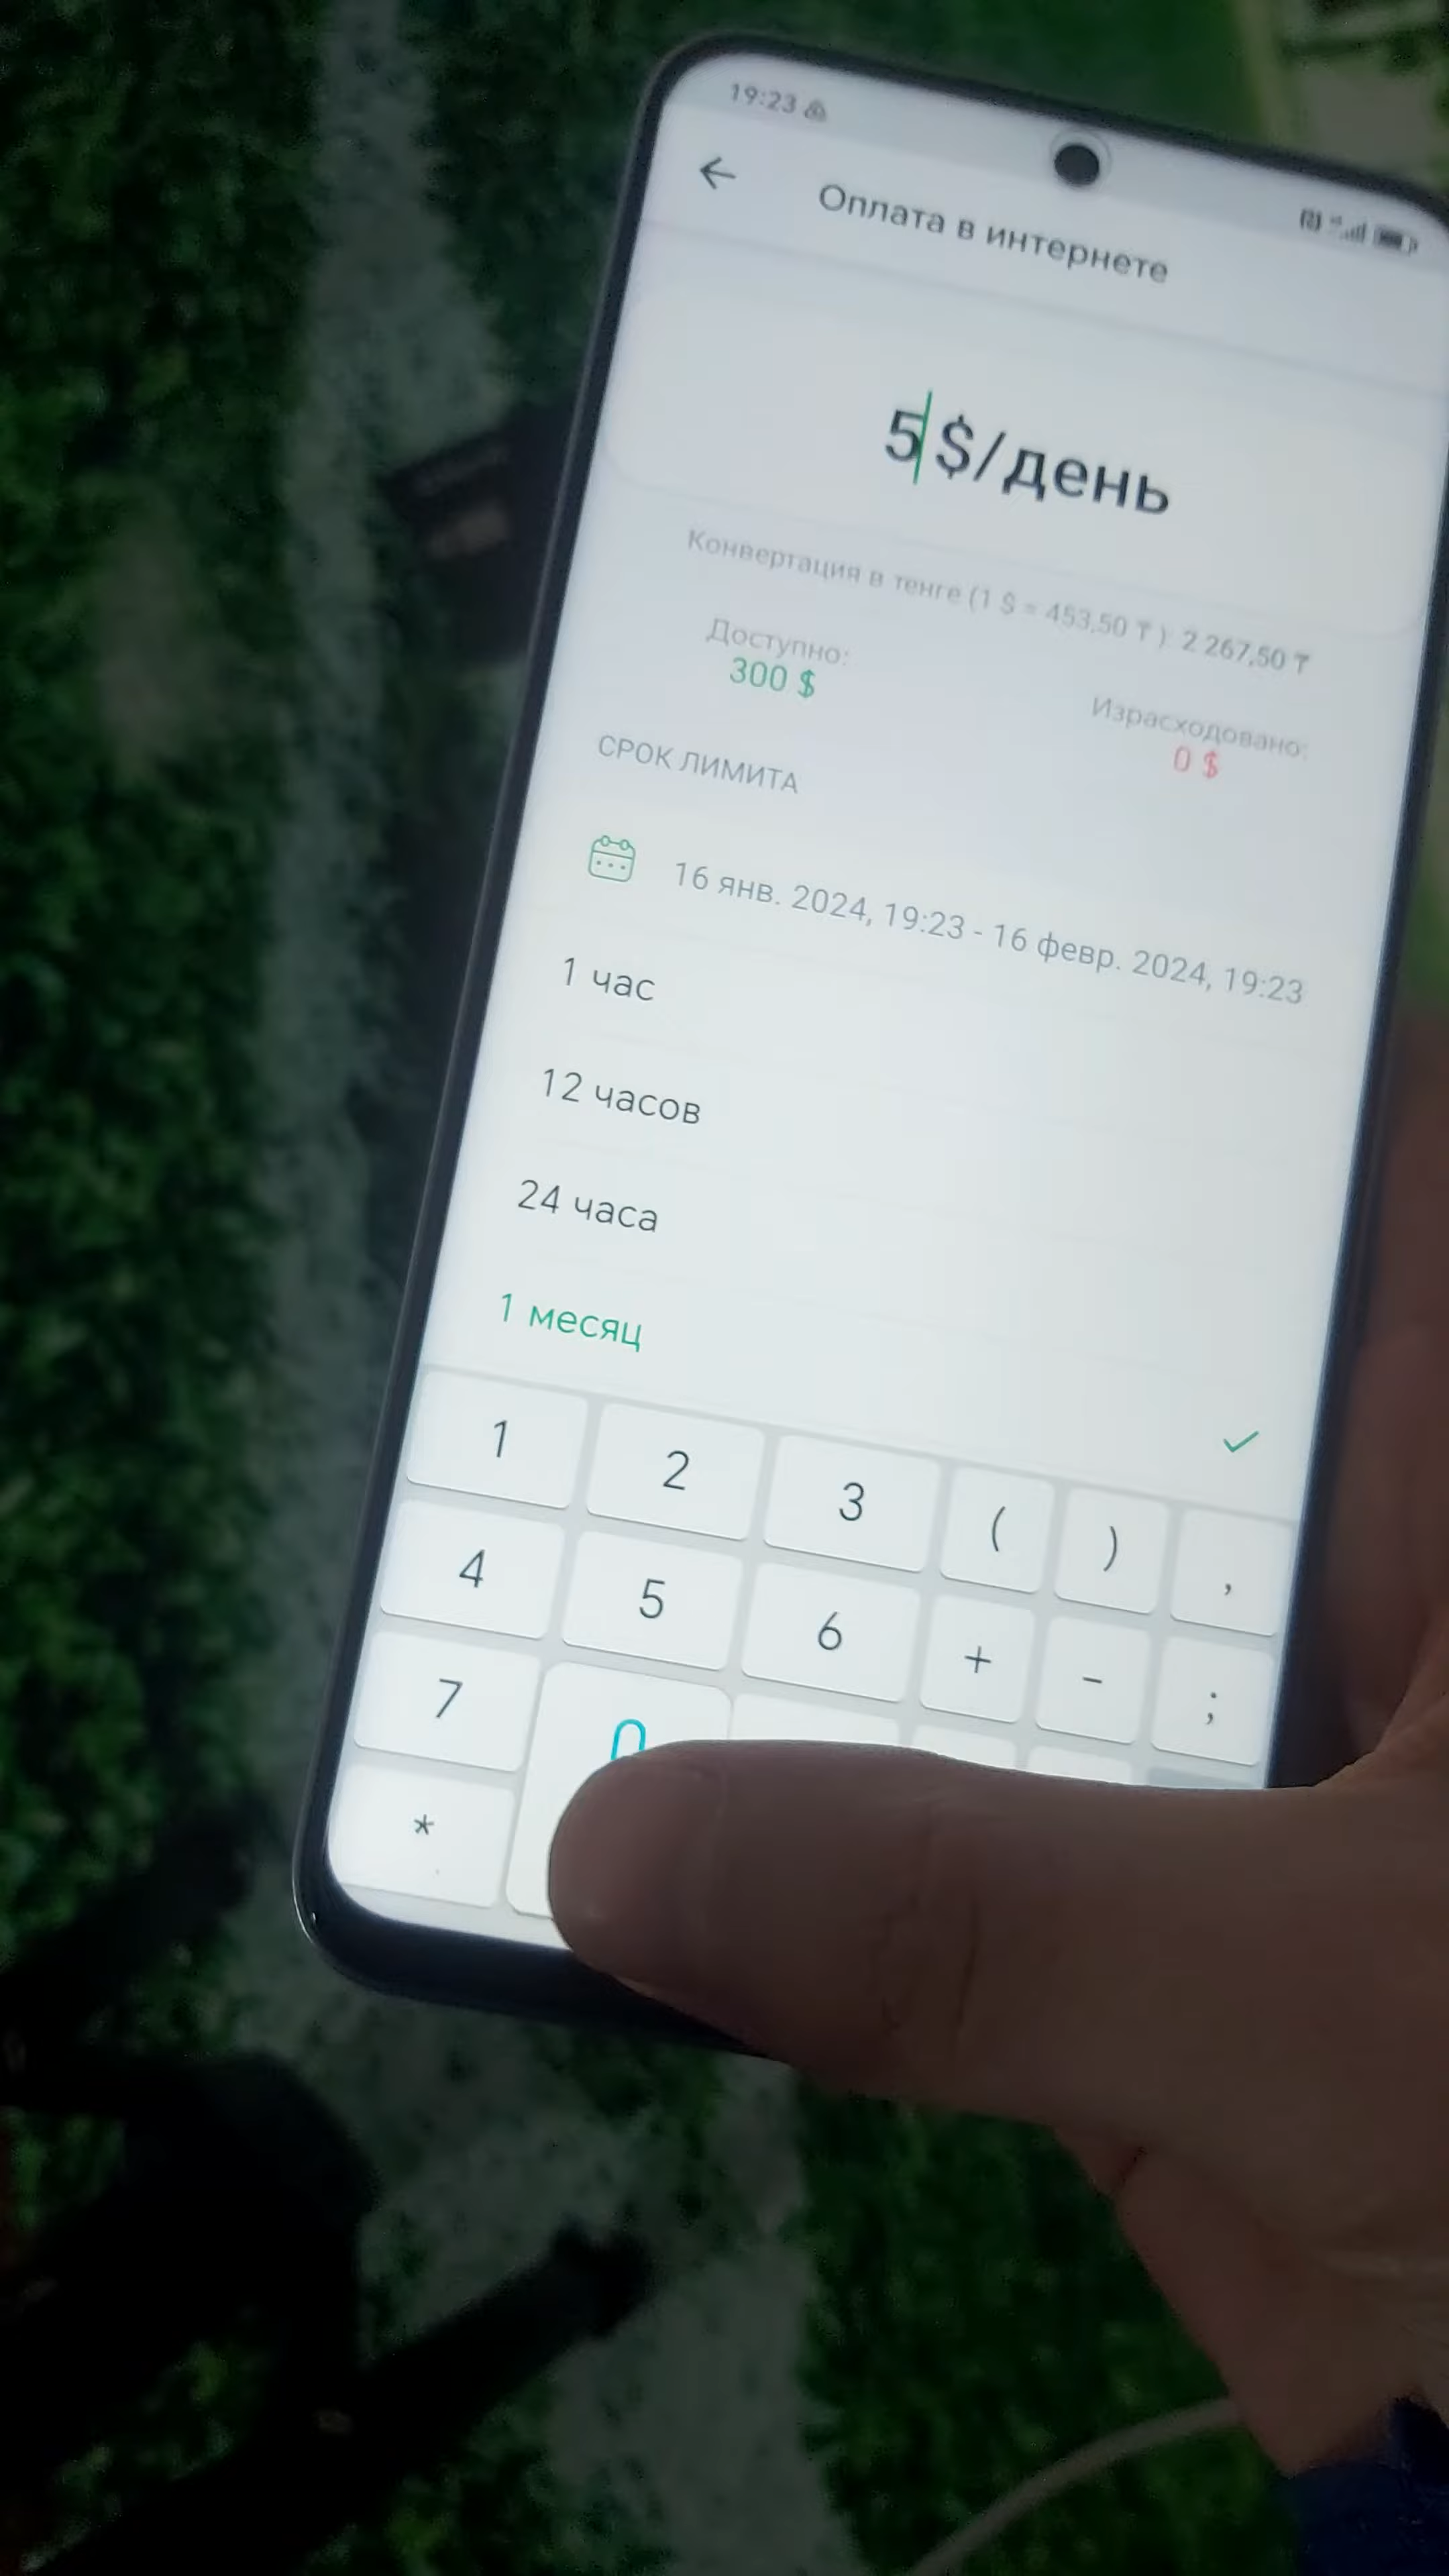 19:23
Оплата в интернете
5 $/день
Конвертация в тенге (1 $ = 453,50 ₸ ) 2 267,50 ₸
Доступно:
300 $
Израсходовано:
0 $
СРОК ЛИМИТА
16 янв. 2024, 19:23 - 16 февр. 2024, 19:23
1 час
12 часов
24 часа
1 месяц
1 2 3 ( ) ,
4 5 6 + - ;
7 0
*